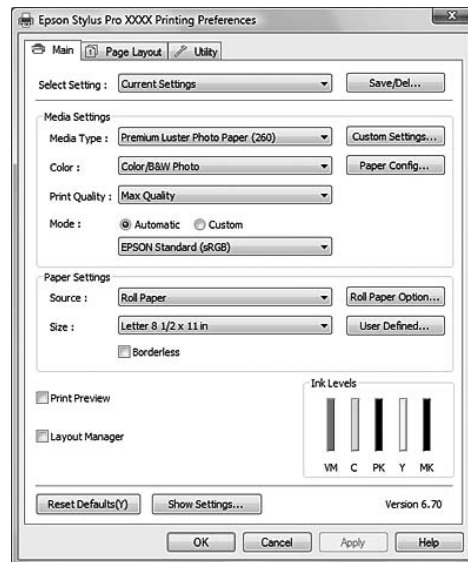 Epson Stylus Pro XXXX Printing Preferences
Main Page Layout Utility
Select Setting : Current Settings Save/Del...
Media Settings
Media Type : Premium Luster Photo Paper (260) Custom Settings...
Color : Color/B&W Photo Paper Config...
Print Quality : Max Quality
Mode : Automatic Custom
EPSON Standard (sRGB)
Paper Settings
Source : Roll Paper Roll Paper Option...
Size : Letter 8 1/2 x 11 in User Defined...
Borderless
Print Preview
Layout Manager
Ink Levels
VM C PK Y MK
Reset Defaults(Y) Show Settings... Version 6.70
OK Cancel Apply Help